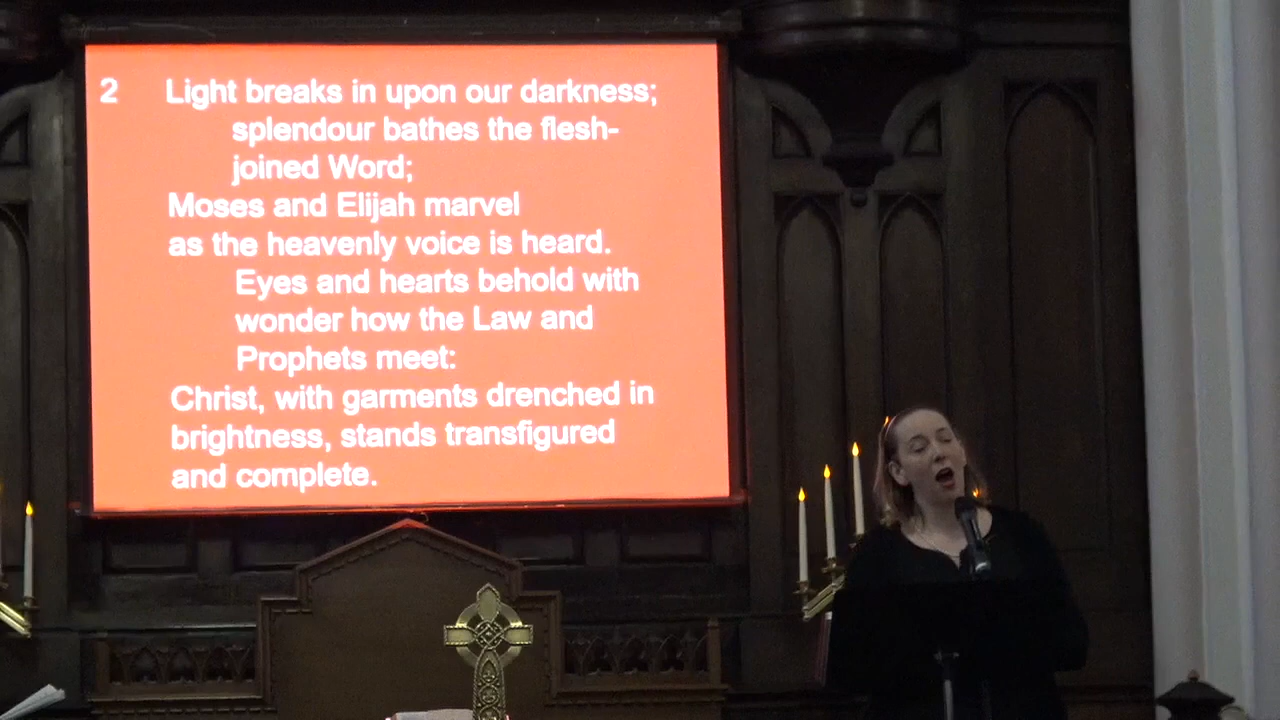 2 Light breaks in upon our darkness;
splendour bathes the flesh-
joined Word;
Moses and Elijah marvel
as the heavenly voice is heard.
Eyes and hearts behold with
wonder how the Law and
Prophets meet:
Christ, with garments drenched in
brightness, stands transfigured
and complete.